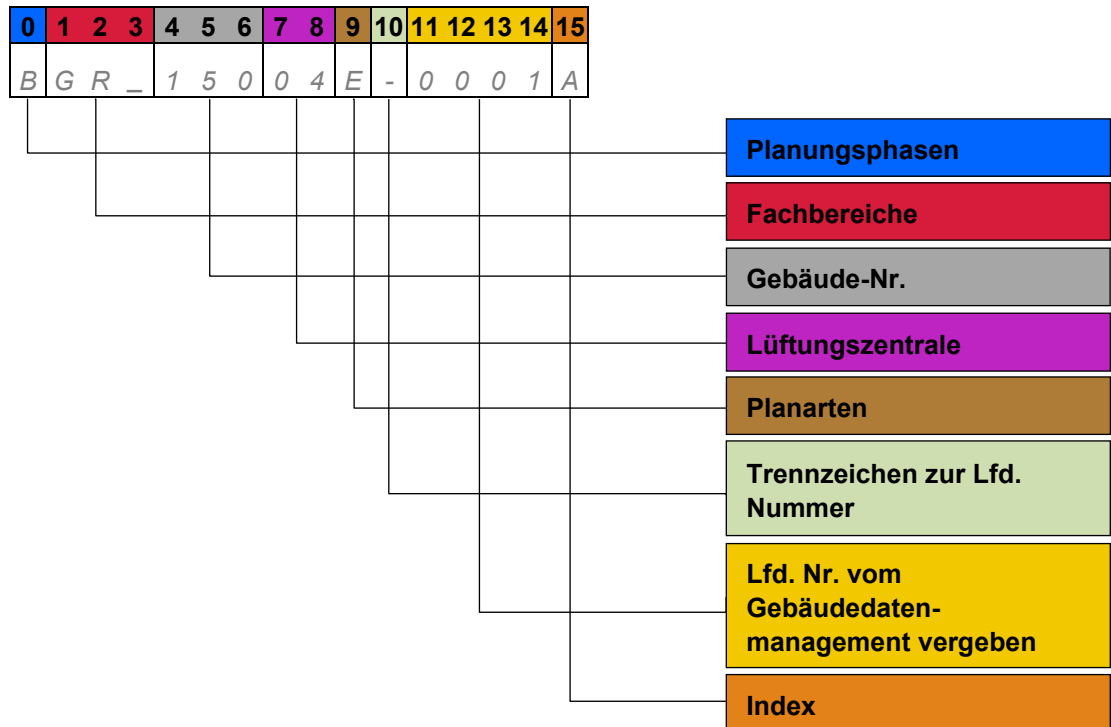 0 1 2 3 4 5 6 7 8 9 10 11 12 13 14 15
B G R _ 1 5 0 0 4 E - 0 0 0 1 A
Planungsphasen
Fachbereiche
Gebäude-Nr.
Lüftungszentrale
Planarten
Trennzeichen zur Lfd.
Nummer
Lfd. Nr. vom
Gebäudedaten-
management vergeben
Index